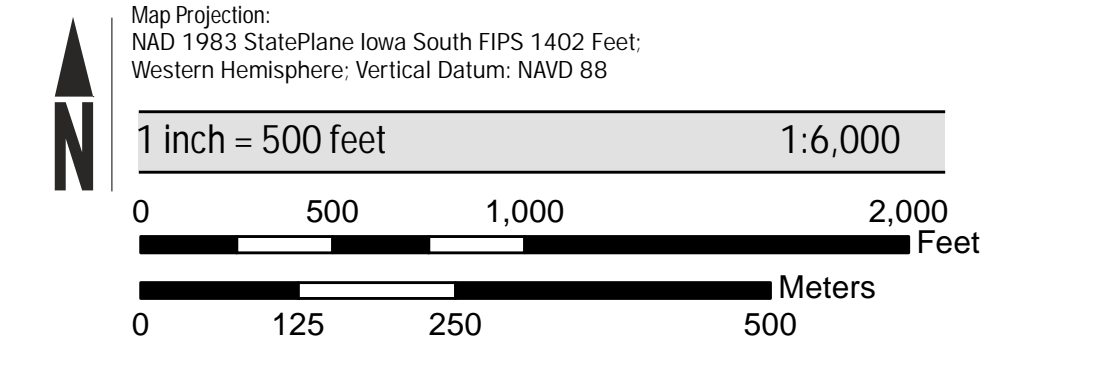 Map Projection:
NAD 1983 StatePlane Iowa South FIPS 1402 Feet;
Western Hemisphere; Vertical Datum: NAVD 88
N
1 inch = 500 feet 1:6,000
0 500 1,000 2,000
Feet
Meters
0 125 250 500